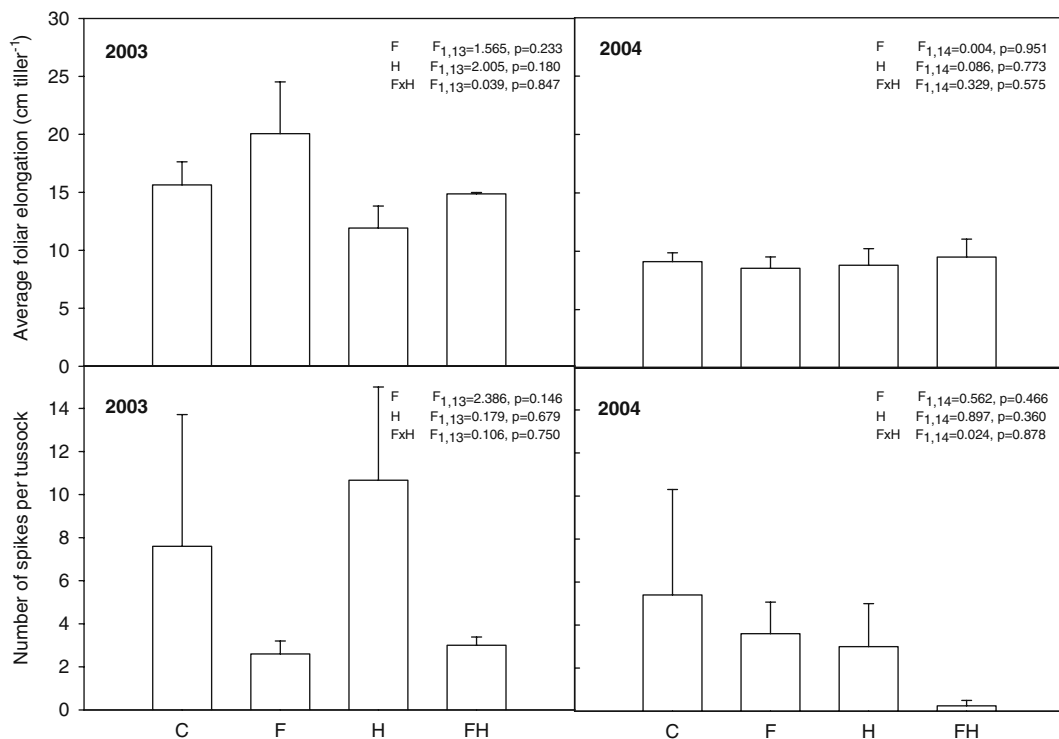 Average foliar elongation (cm tiller⁻¹)
30
25
20
15
10
5
0
2003
F F1,13=1.565, p=0.233
H F1,13=2.005, p=0.180
FxH F1,13=0.039, p=0.847
2004
F F1,14=0.004, p=0.951
H F1,14=0.086, p=0.773
FxH F1,14=0.329, p=0.575
Number of spikes per tussock
14
12
10
8
6
4
2
0
2003
F F1,13=2.386, p=0.146
H F1,13=0.179, p=0.679
FxH F1,13=0.106, p=0.750
2004
F F1,14=0.562, p=0.466
H F1,14=0.897, p=0.360
FxH F1,14=0.024, p=0.878
C F H FH
C F H FH